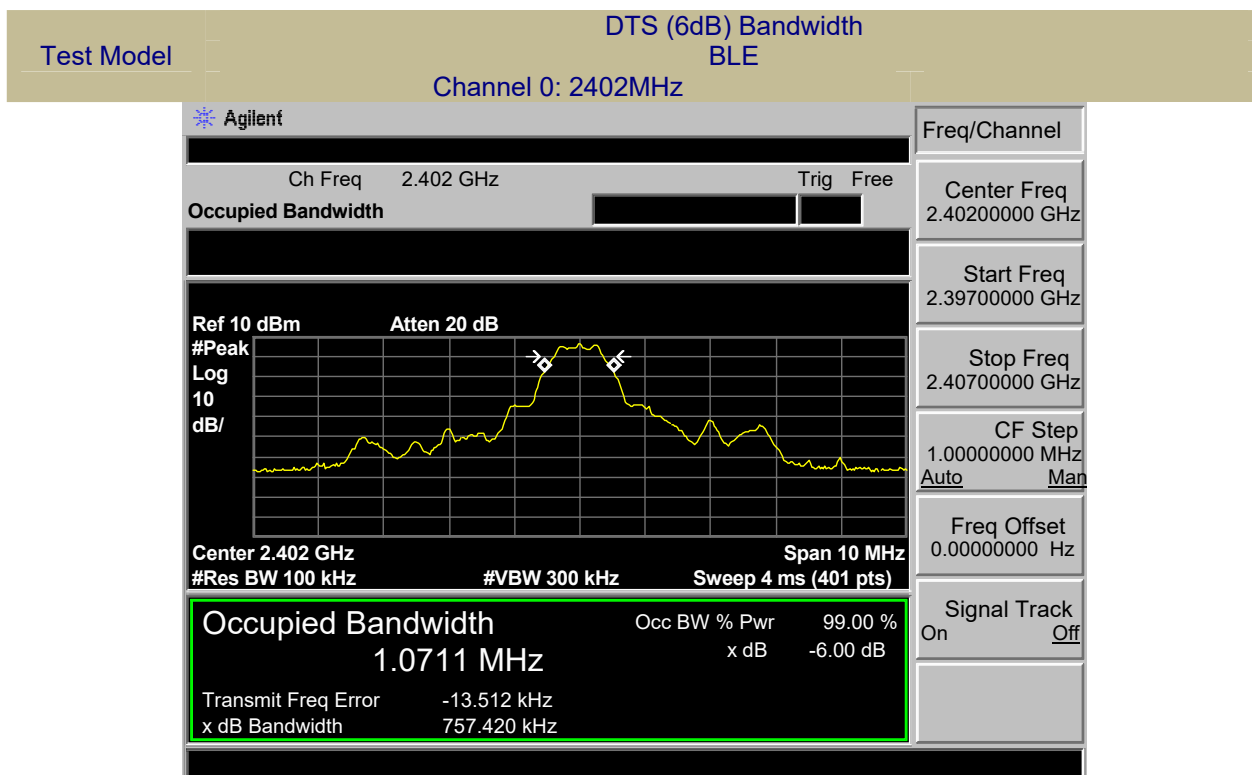 DTS (6dB) Bandwidth
Test Model
BLE
Channel 0: 2402MHz
Agilent
Freq/Channel
Ch Freq 2.402 GHz Trig Free
Occupied Bandwidth
Center Freq
2.40200000 GHz
Start Freq
2.39700000 GHz
Ref 10 dBm Atten 20 dB
#Peak
Log
10
dB/
Stop Freq
2.40700000 GHz
CF Step
1.00000000 MHz
Auto Man
Freq Offset
0.00000000 Hz
Center 2.402 GHz Span 10 MHz
#Res BW 100 kHz #VBW 300 kHz Sweep 4 ms (401 pts)
Signal Track
On Off
Occupied Bandwidth
1.0711 MHz
Occ BW % Pwr 99.00 %
x dB -6.00 dB
Transmit Freq Error -13.512 kHz
x dB Bandwidth 757.420 kHz